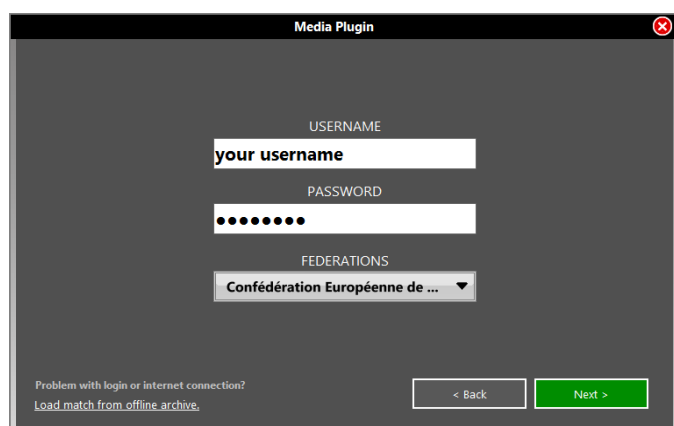 Media Plugin
USERNAME
your username
PASSWORD
●●●●●●●●
FEDERATIONS
Confédération Européenne de ...
Problem with login or internet connection?
Load match from offline archive.
< Back
Next >